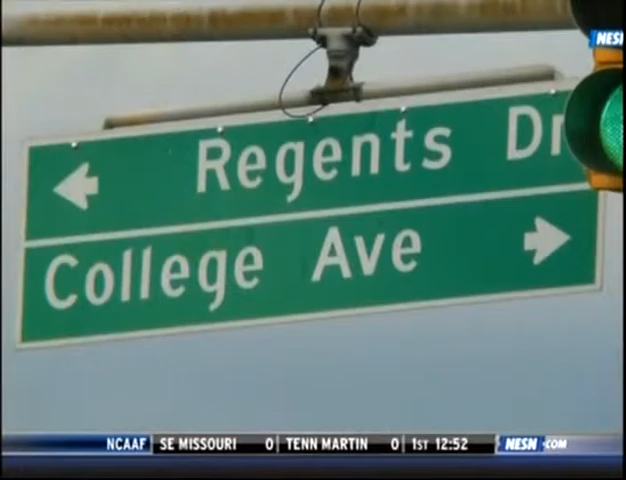 NESN
Regents Dr
College Ave
NCAAF SE MISSOURI 0 TENN MARTIN 0 1ST 12:52 NESN.COM